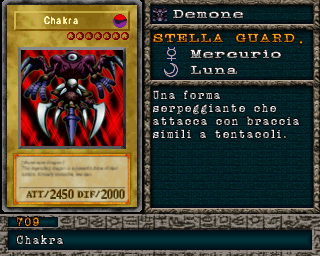 Chakra
ATT/2450 DIF/2000
Demone
STELLA GUARD.
Mercurio
Luna
Una forma
serpeggiante che
attacca con braccia
simili a tentacoli.
709
Chakra